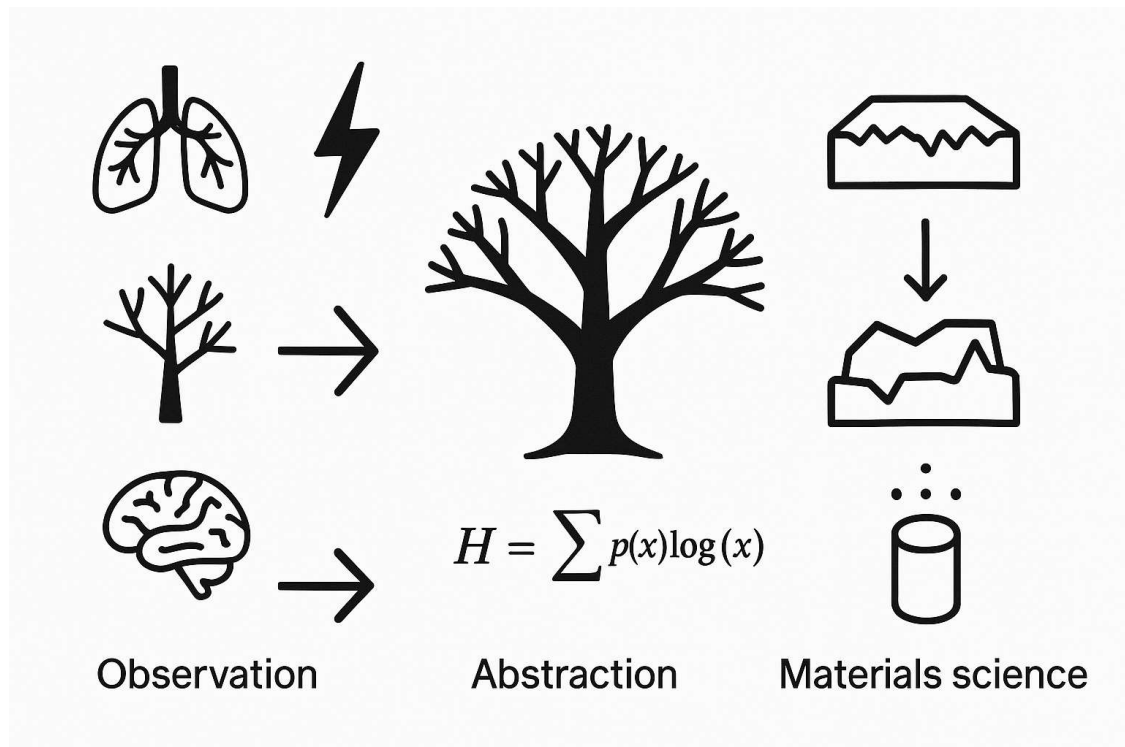 H = ∑ p(x)log(x)
Observation
Abstraction
Materials science